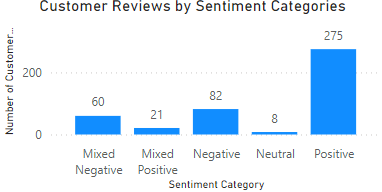 Customer Reviews by Sentiment Categories
Number of Customer...
200
0
60
21
82
8
275
Mixed
Negative
Mixed
Positive
Negative
Neutral
Positive
Sentiment Category